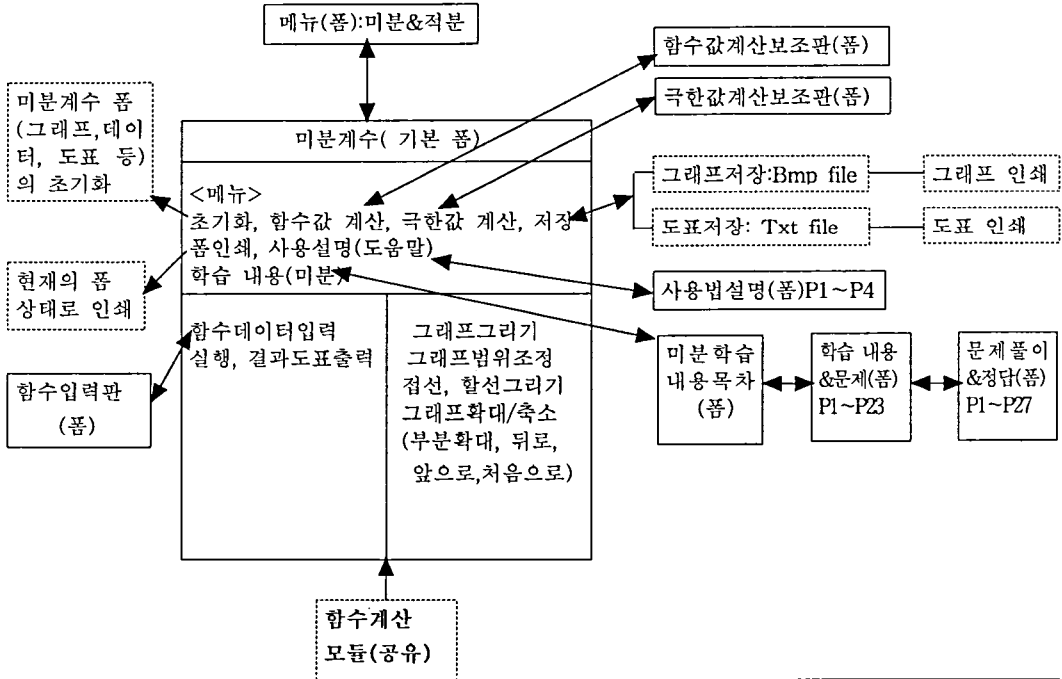 메뉴(폼):미분&적분
함수값계산보조판(폼)
극한값계산보조판(폼)
미분계수 폼
(그래프,데이
터, 도표 등)
의 초기화
미분계수( 기본 폼)
<메뉴>
초기화, 함수값 계산, 극한값 계산, 저장
폼인쇄, 사용설명(도움말)
학습 내용(미분)
그래프저장:Bmp file
그래프 인쇄
도표저장: Txt file
도표 인쇄
현재의 폼
상태로 인쇄
사용법설명(폼)P1~P4
함수데이터입력
실행, 결과도표출력
그래프그리기
그래프범위조정
접선, 할선그리기
그래프확대/축소
(부분확대, 뒤로,
앞으로,처음으로)
함수입력판
(폼)
미분학습
내용목차
(폼)
학습 내용
&문제(폼)
P1~P23
문제풀이
&정답(폼)
P1~P27
함수계산
모듈(공유)